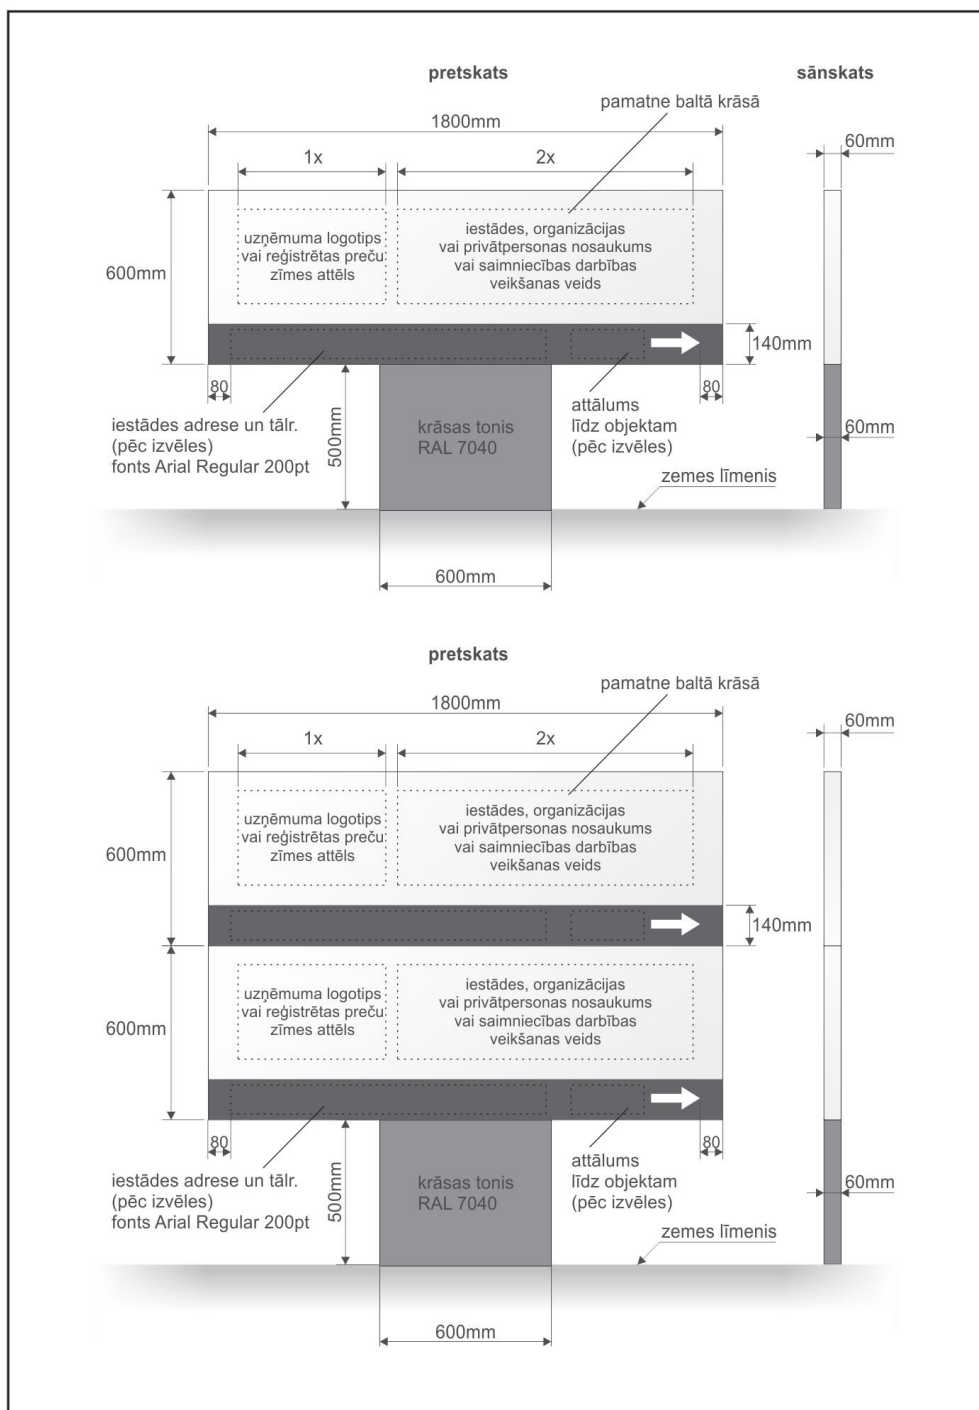 pretskats
sānskats
pamatne baltā krāsā
1800mm
60mm
1x
2x
600mm
uzņēmuma logotips
vai reģistrētas preču
zīmes attēls
iestādes, organizācijas
vai privātpersonas nosaukums
vai saimniecības darbības
veikšanas veids
140mm
80
80
iestādes adrese un tālr.
(pēc izvēles)
fonts Arial Regular 200pt
500mm
krāsas tonis
RAL 7040
attālums
līdz objektam
(pēc izvēles)
60mm
zemes līmenis
600mm
pretskats
pamatne baltā krāsā
1800mm
60mm
1x
2x
600mm
uzņēmuma logotips
vai reģistrētas preču
zīmes attēls
iestādes, organizācijas
vai privātpersonas nosaukums
vai saimniecības darbības
veikšanas veids
140mm
600mm
uzņēmuma logotips
vai reģistrētas preču
zīmes attēls
iestādes, organizācijas
vai privātpersonas nosaukums
vai saimniecības darbības
veikšanas veids
80
80
iestādes adrese un tālr.
(pēc izvēles)
fonts Arial Regular 200pt
500mm
krāsas tonis
RAL 7040
attālums
līdz objektam
(pēc izvēles)
60mm
zemes līmenis
600mm